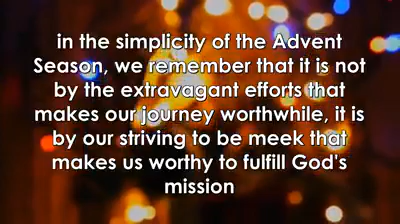 in the simplicity of the Advent
Season, we remember that it is not
by the extravagant efforts that
makes our journey worthwhile, it is
by our striving to be meek that
makes us worthy to fulfill God's
mission